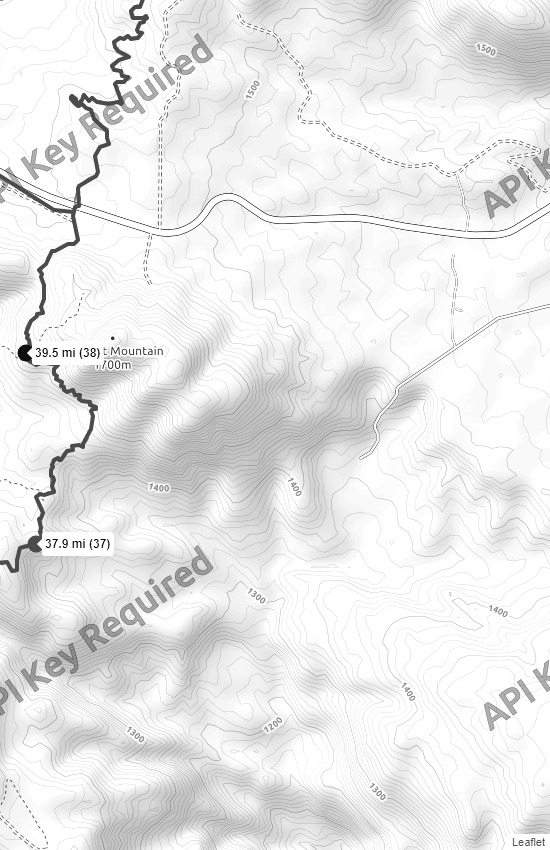 1500
Key Required
API K
1500
39.5 mi (38)
t Mountain
1700m
API Key Required
1400
1400
37.9 mi (37)
1300
1400
API Key Required
1400
API K
1200
1300
1300
Leaflet